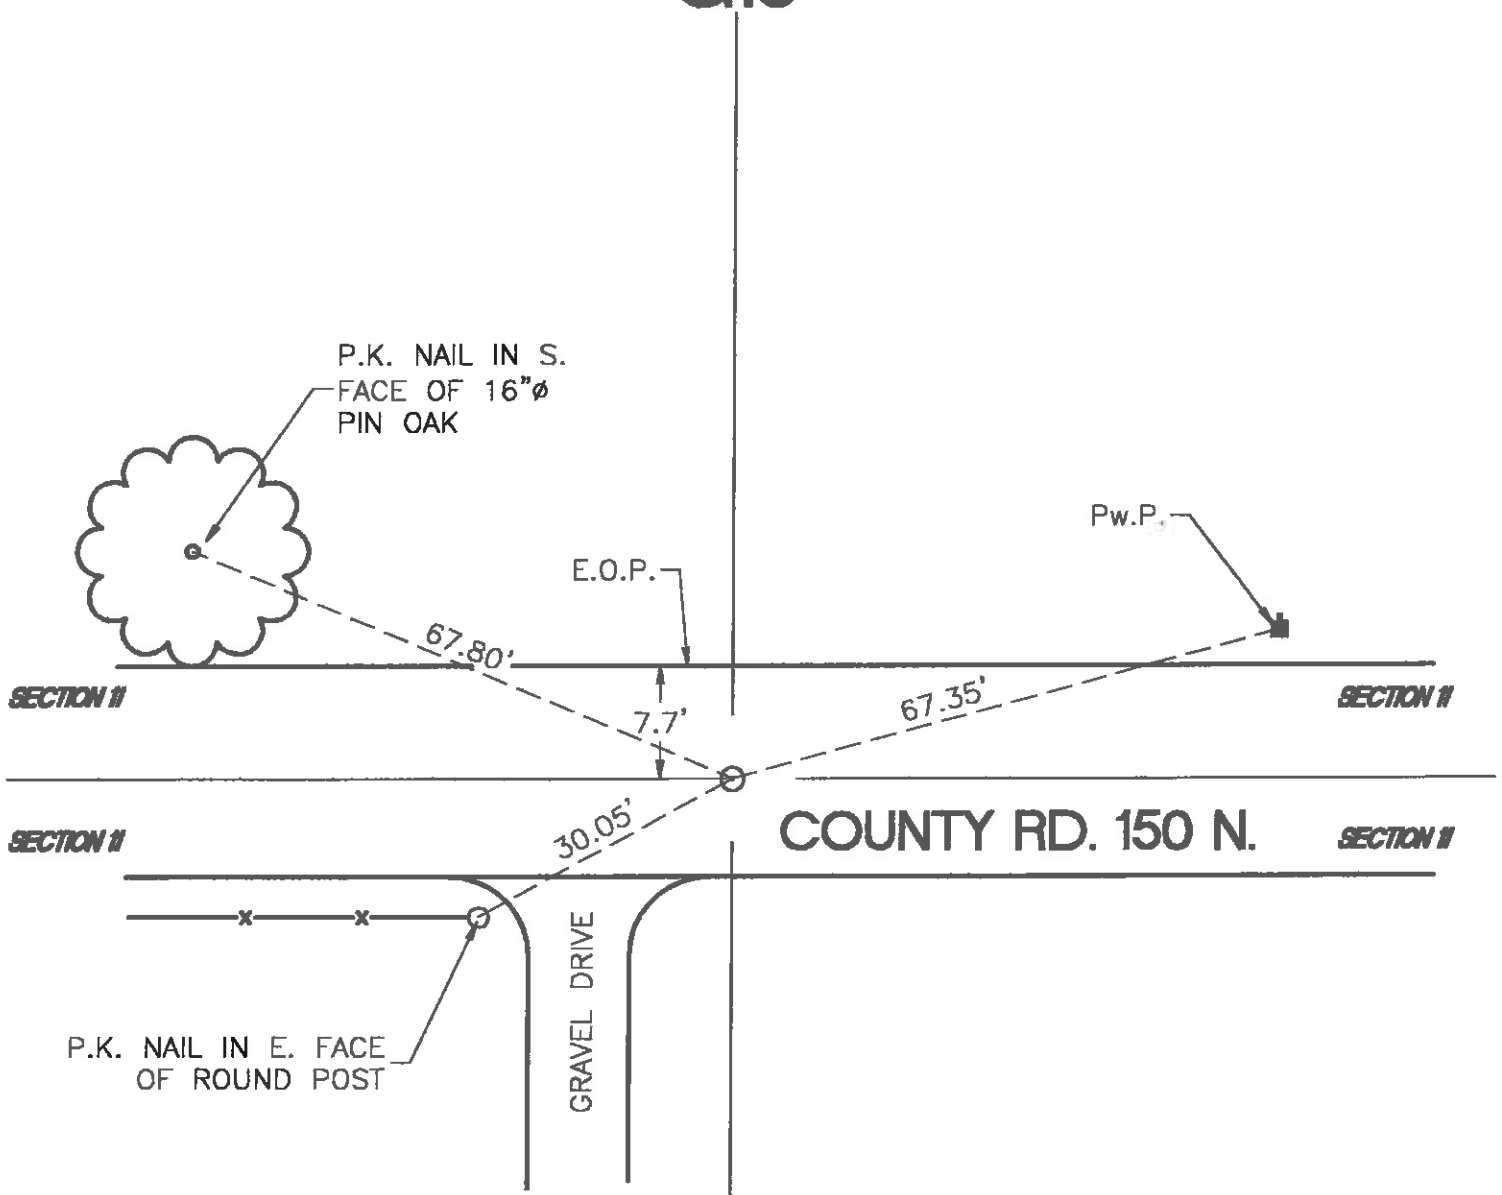 P.K. NAIL IN S.
FACE OF 16"ø
PIN OAK
Pw.P.
E.O.P.
67.80'
SECTION 11
7.7'
67.35'
SECTION 11
30.05'
COUNTY RD. 150 N.
SECTION 11
SECTION 11
x x
GRAVEL DRIVE
P.K. NAIL IN E. FACE
OF ROUND POST